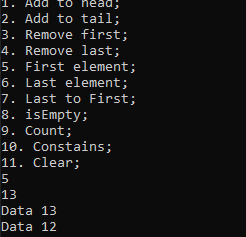 1. Add to head;
2. Add to tail;
3. Remove first;
4. Remove last;
5. First element;
6. Last element;
7. Last to First;
8. isEmpty;
9. Count;
10. Constains;
11. Clear;
5
13
Data 13
Data 12